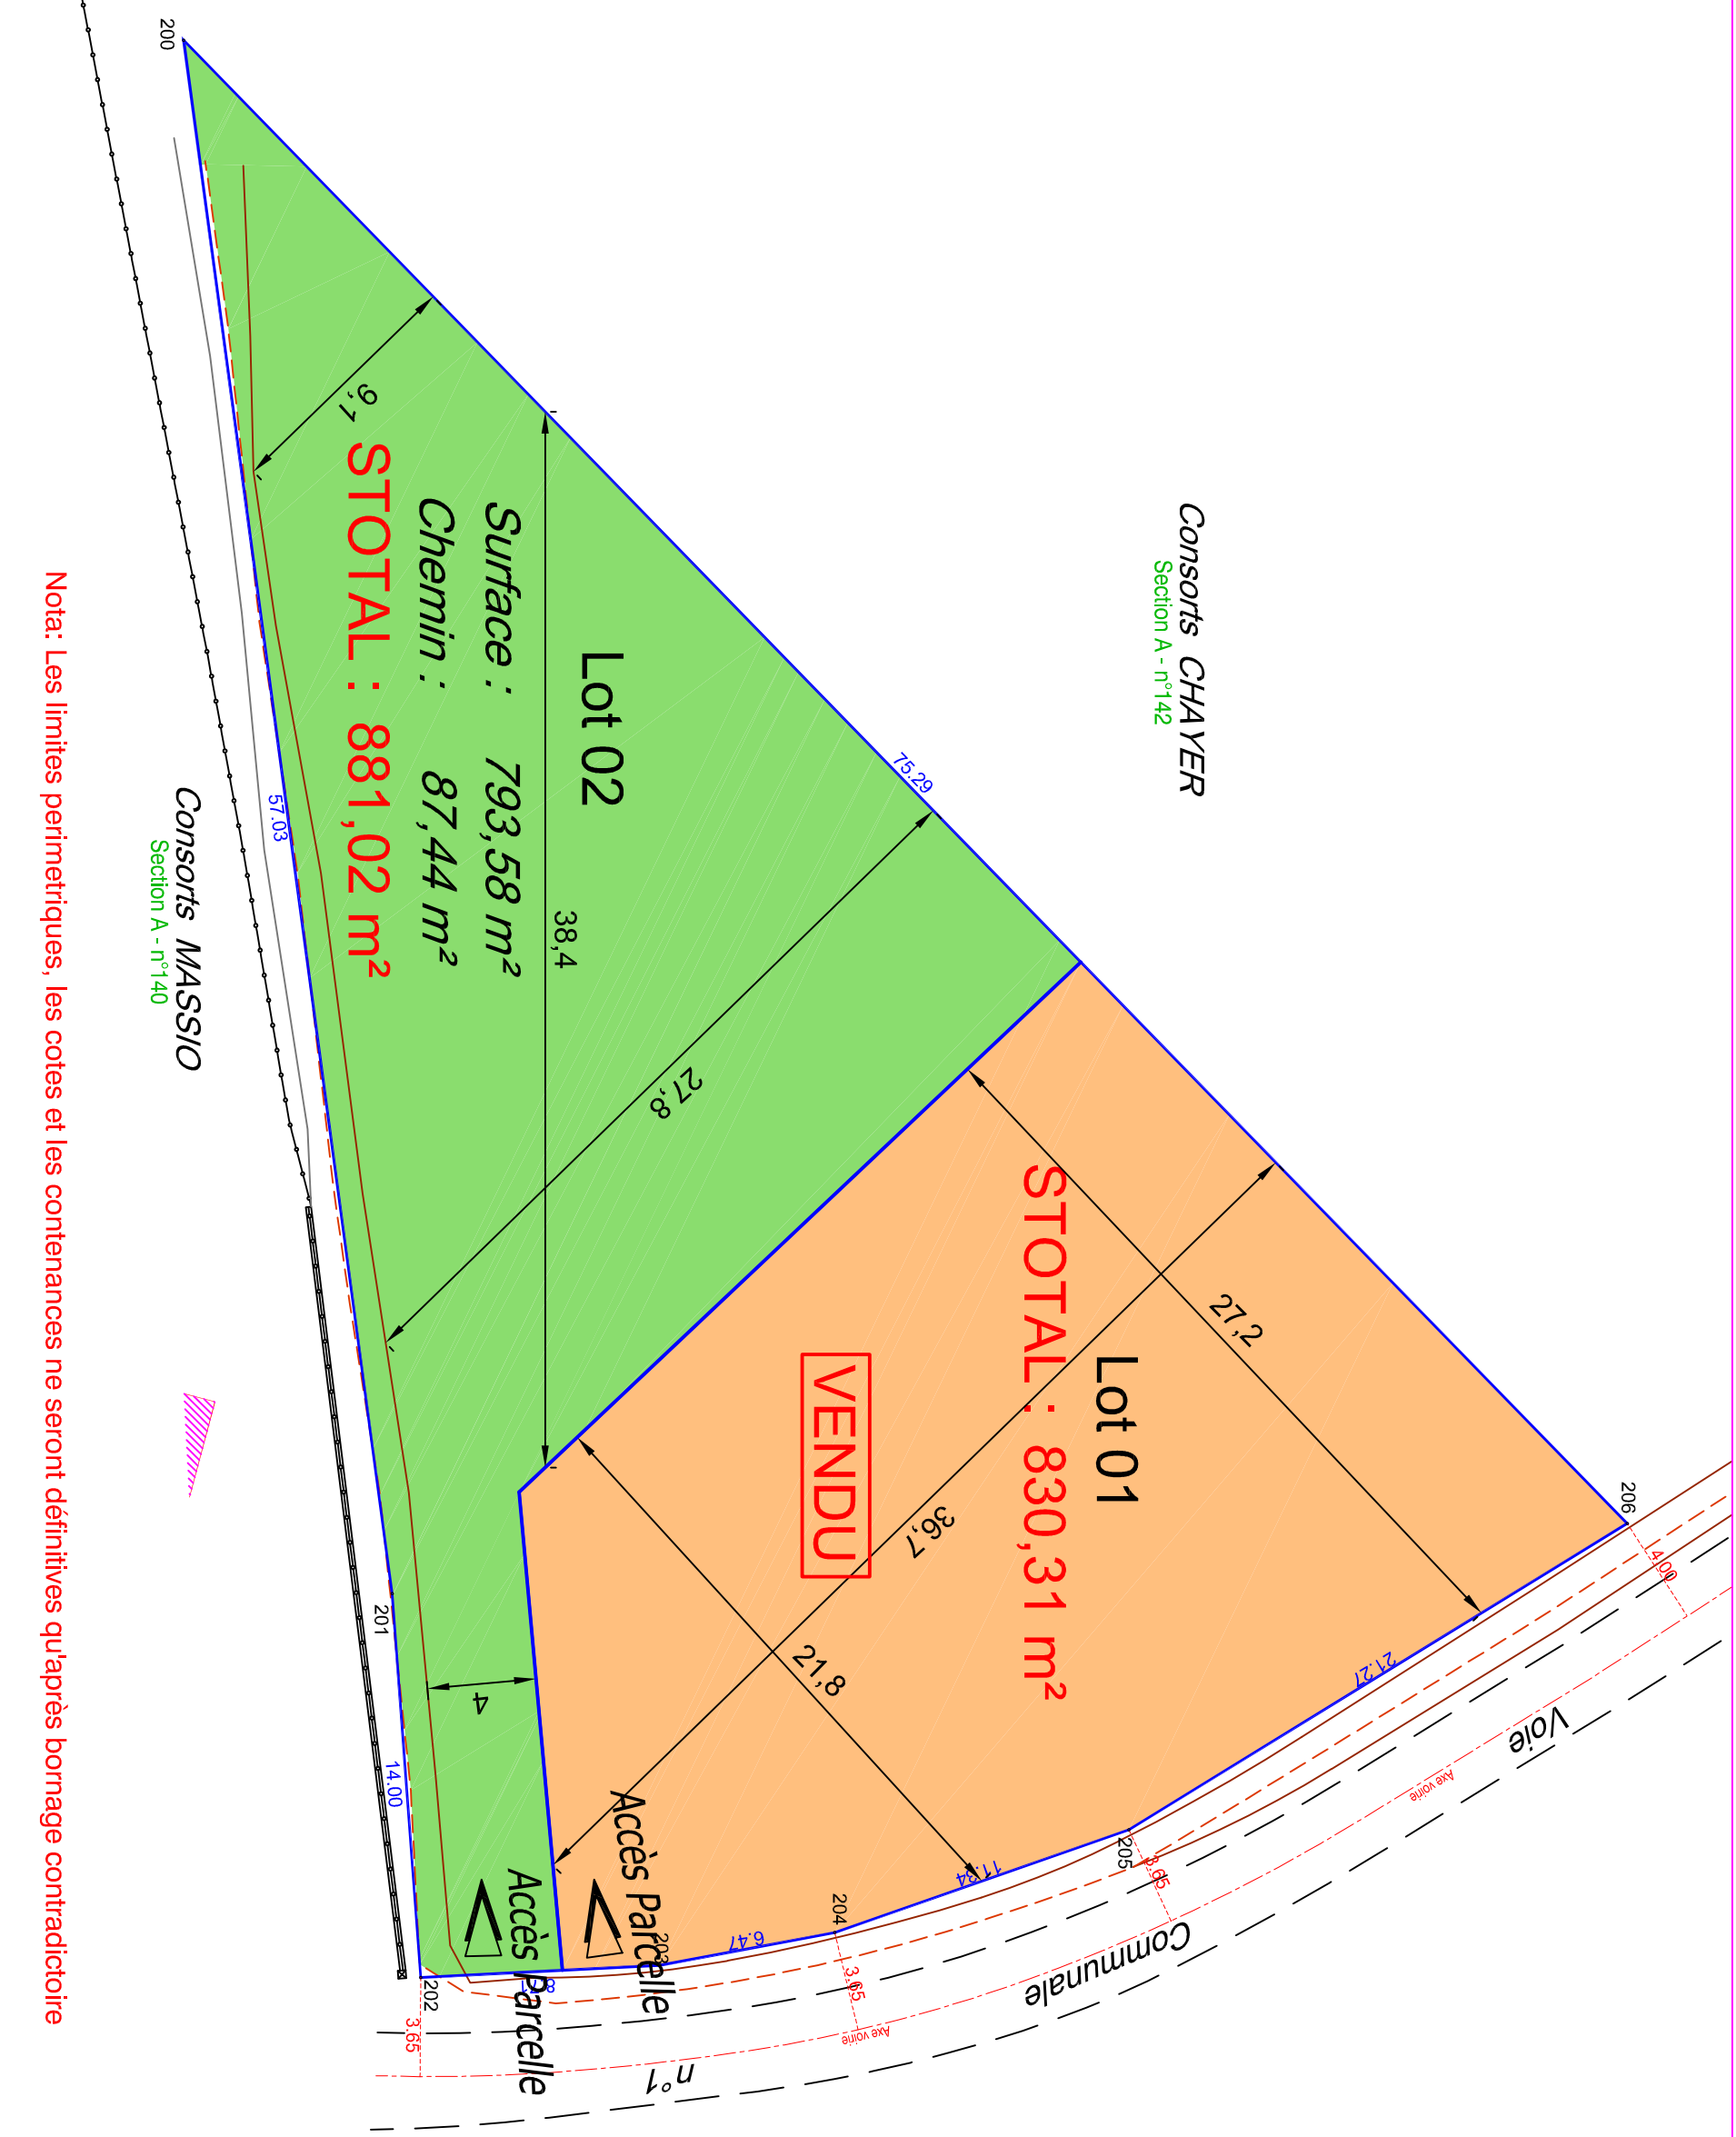 Consorts CHAYER
Section A - n°142
Lot 02
Surface : 793,58 m²
Chemin : 87,44 m²
STOTAL : 881,02 m²
Lot 01
STOTAL : 830,31 m²
VENDU
Consorts MASSIO
Section A - n°140
Accès Parcelle
Accès Parcelle
Voie
Communale
n°1
Axe voirie
Axe voirie
200
201
202
203
204
205
206
75.29
57.03
14.00
6.47
11.34
21.27
9,1
38,4
27,8
27,2
36,7
21,8
4
4.00
3.65
3.65
3.65
Nota: Les limites perimetriques, les cotes et les contenances ne seront définitives qu'après bornage contradictoire